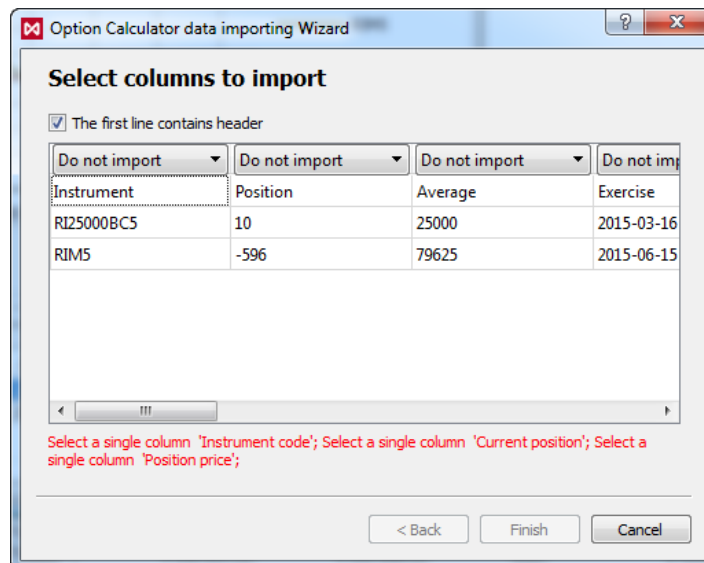 Option Calculator data importing Wizard
Select columns to import
The first line contains header
Do not import Do not import Do not import Do not imp
Instrument Position Average Exercise
RI25000BC5 10 25000 2015-03-16
RIM5 -596 79625 2015-06-15
Select a single column 'Instrument code'; Select a single column 'Current position'; Select a
single column 'Position price';
< Back Finish Cancel